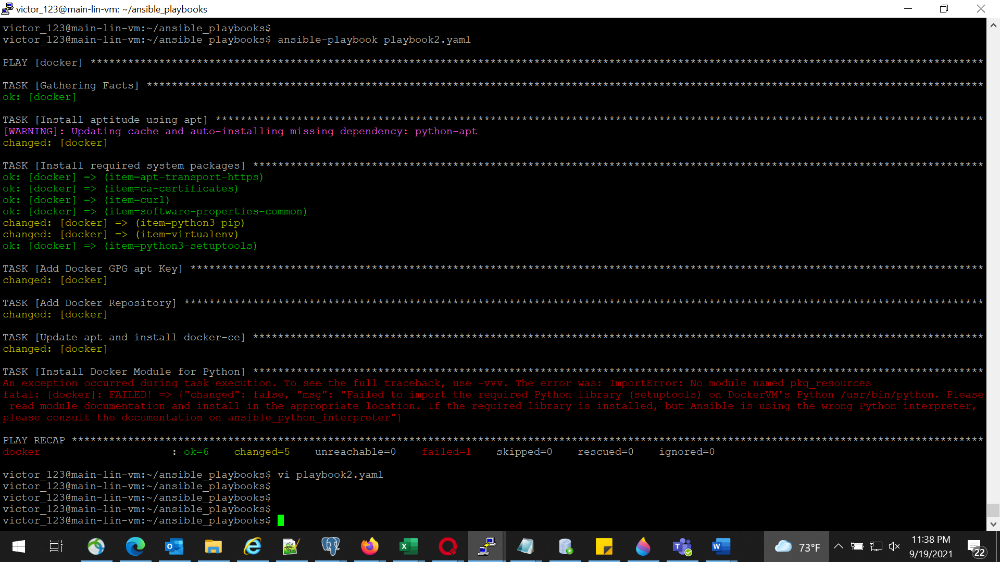 victor_123@main-lin-vm: ~/ansible_playbooks
victor_123@main-lin-vm:~/ansible_playbooks$
victor_123@main-lin-vm:~/ansible_playbooks$ ansible-playbook playbook2.yaml
PLAY [docker] ***********************************************************************************************************************************************
TASK [Gathering Facts] **************************************************************************************************************************************
ok: [docker]
TASK [Install aptitude using apt] ***************************************************************************************************************************
[WARNING]: Updating cache and auto-installing missing dependency: python-apt
changed: [docker]
TASK [Install required system packages] *********************************************************************************************************************
ok: [docker] => (item=apt-transport-https)
ok: [docker] => (item=ca-certificates)
ok: [docker] => (item=curl)
ok: [docker] => (item=software-properties-common)
changed: [docker] => (item=python3-pip)
changed: [docker] => (item=virtualenv)
ok: [docker] => (item=python3-setuptools)
TASK [Add Docker GPG apt Key] *******************************************************************************************************************************
changed: [docker]
TASK [Add Docker Repository] ********************************************************************************************************************************
changed: [docker]
TASK [Update apt and install docker-ce] *********************************************************************************************************************
changed: [docker]
TASK [Install Docker Module for Python] *********************************************************************************************************************
An exception occurred during task execution. To see the full traceback, use -vvv. The error was: ImportError: No module named pkg_resources
fatal: [docker]: FAILED! => {"changed": false, "msg": "Failed to import the required Python library (setuptools) on DockerVM's Python /usr/bin/python. Please
read module documentation and install in the appropriate location. If the required library is installed, but Ansible is using the wrong Python interpreter,
please consult the documentation on ansible_python_interpreter"}
PLAY RECAP **************************************************************************************************************************************************
docker : ok=6 changed=5 unreachable=0 failed=1 skipped=0 rescued=0 ignored=0
victor_123@main-lin-vm:~/ansible_playbooks$ vi playbook2.yaml
victor_123@main-lin-vm:~/ansible_playbooks$
victor_123@main-lin-vm:~/ansible_playbooks$
victor_123@main-lin-vm:~/ansible_playbooks$
victor_123@main-lin-vm:~/ansible_playbooks$
73°F
11:38 PM
9/19/2021
22